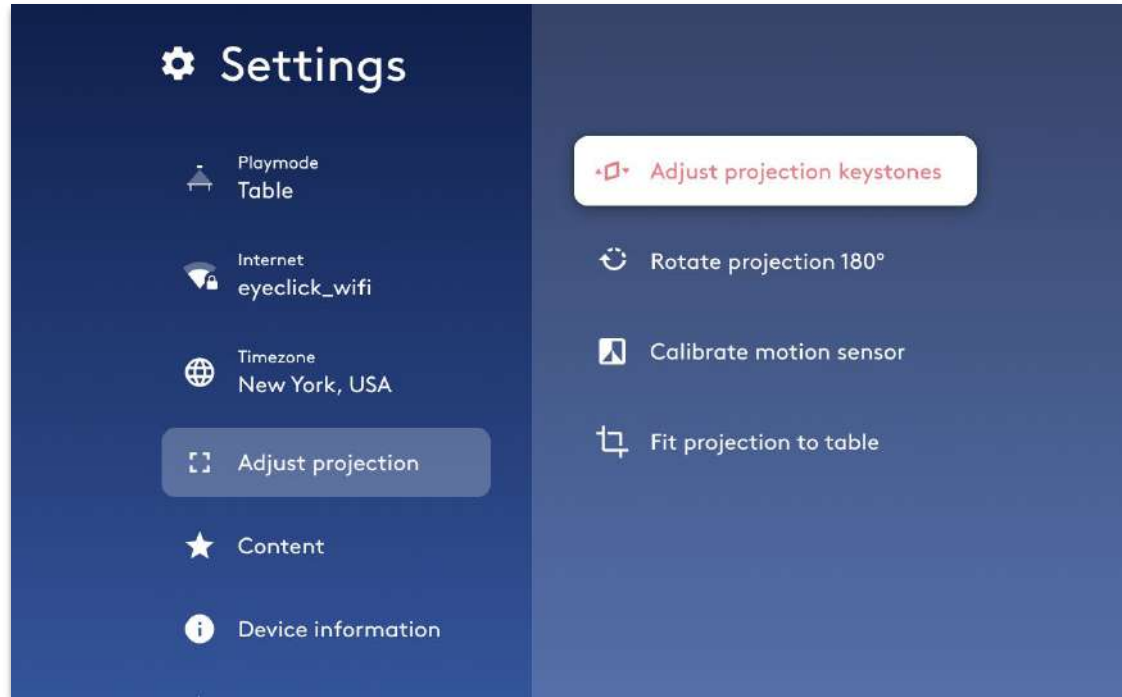 Settings
Playmode
Table
Internet
eyeclick_wifi
Timezone
New York, USA
Adjust projection
Content
Device information
Adjust projection keystones
Rotate projection 180°
Calibrate motion sensor
Fit projection to table